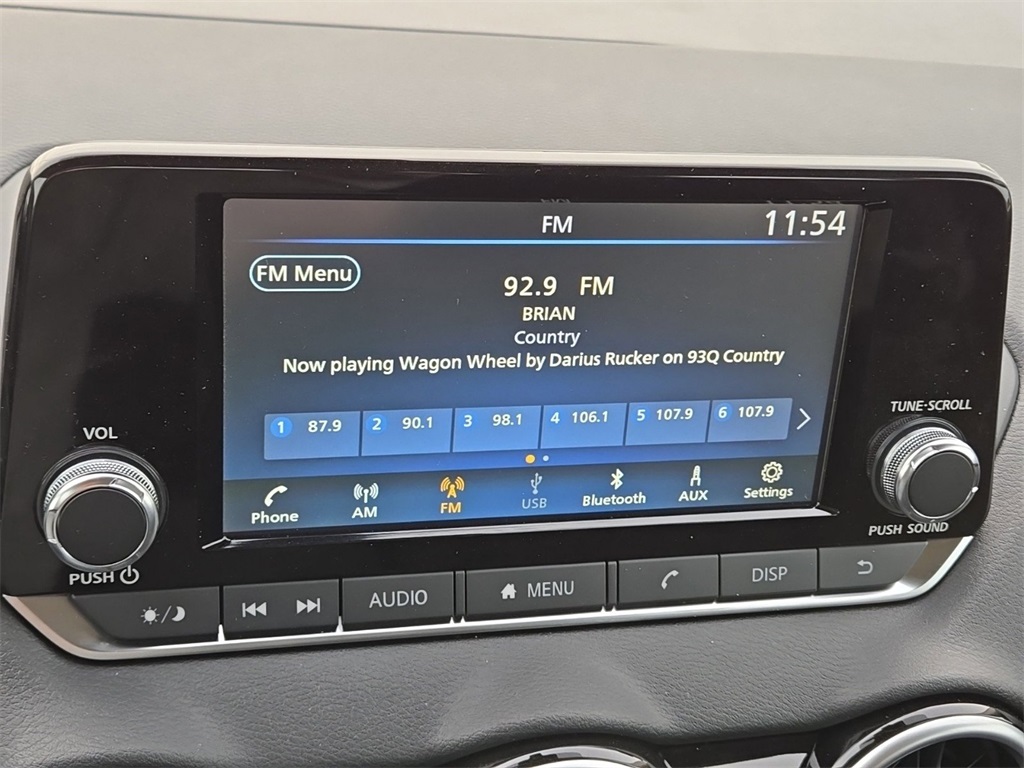 FM 11:54
FM Menu
92.9 FM
BRIAN
Country
Now playing Wagon Wheel by Darius Rucker on 93Q Country
1 87.9 2 90.1 3 98.1 4 106.1 5 107.9 6 107.9
Phone AM FM USB Bluetooth AUX Settings
VOL
PUSH
TUNE·SCROLL
PUSH SOUND
AUDIO MENU DISP